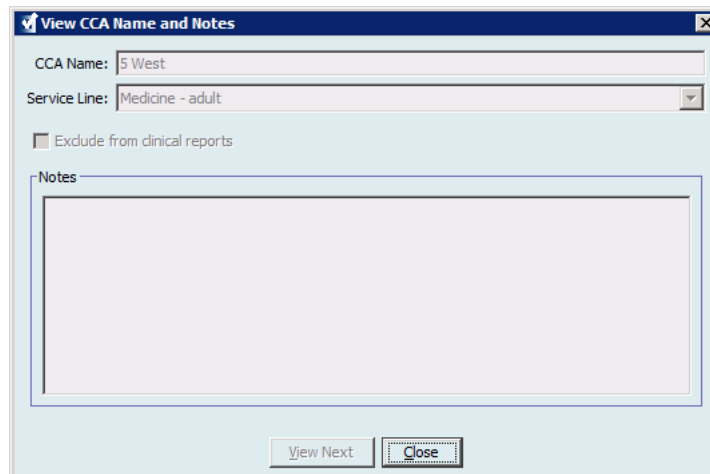 View CCA Name and Notes
CCA Name: 5 West
Service Line: Medicine - adult
Exclude from clinical reports
Notes
View Next Close